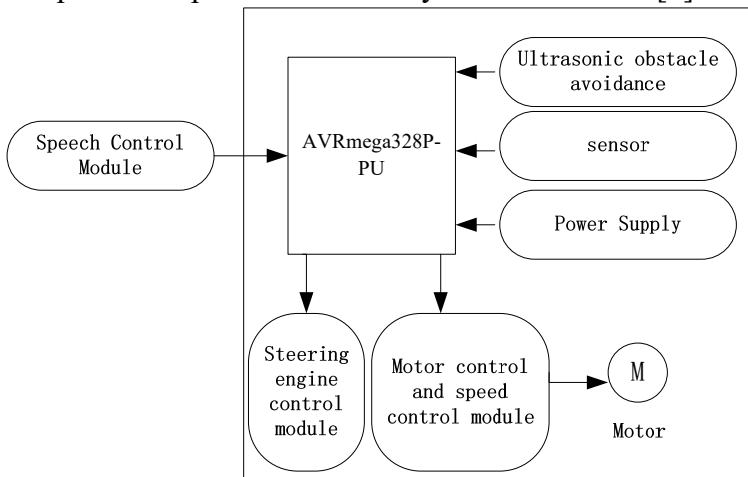 Ultrasonic obstacle
avoidance
Speech Control
Module
AVRmega328P-
PU
sensor
Power Supply
Steering
engine
control
module
Motor control
and speed
control module
M
Motor